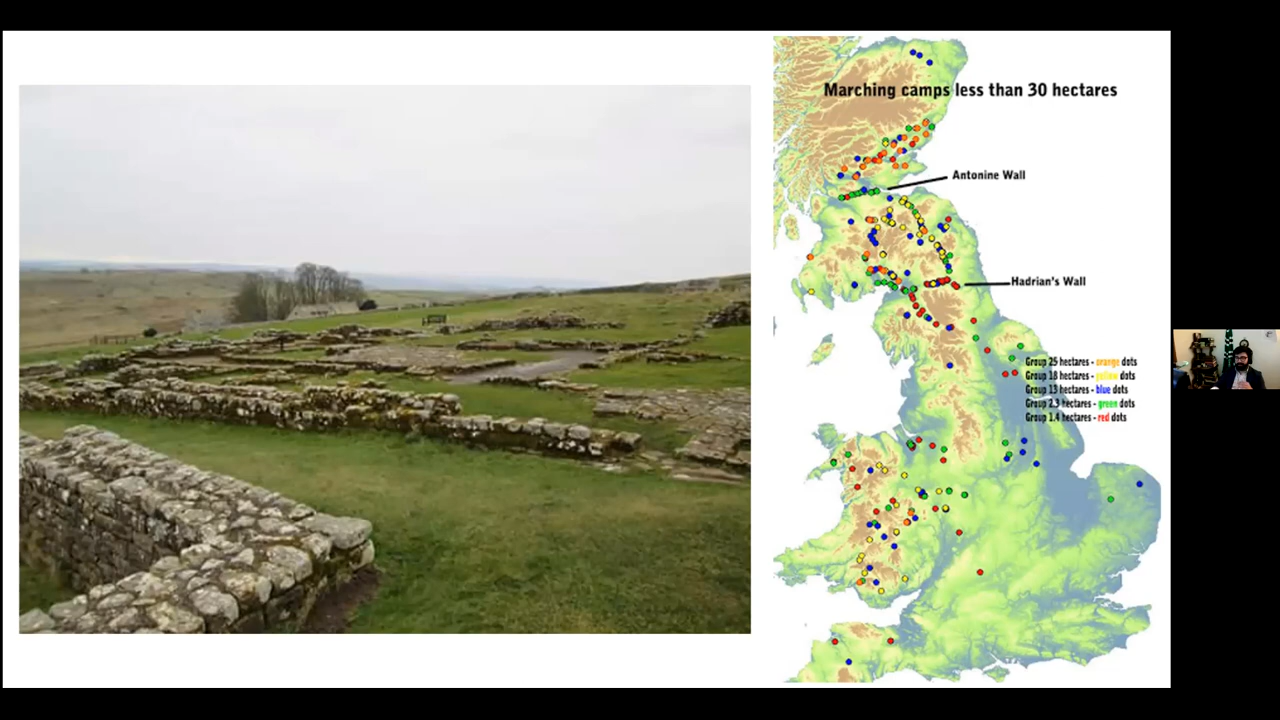 Marching camps less than 30 hectares
Antonine Wall
Hadrian's Wall
Group 25 hectares - orange dots
Group 18 hectares - yellow dots
Group 13 hectares - blue dots
Group 2.3 hectares - green dots
Group 1.4 hectares - red dots